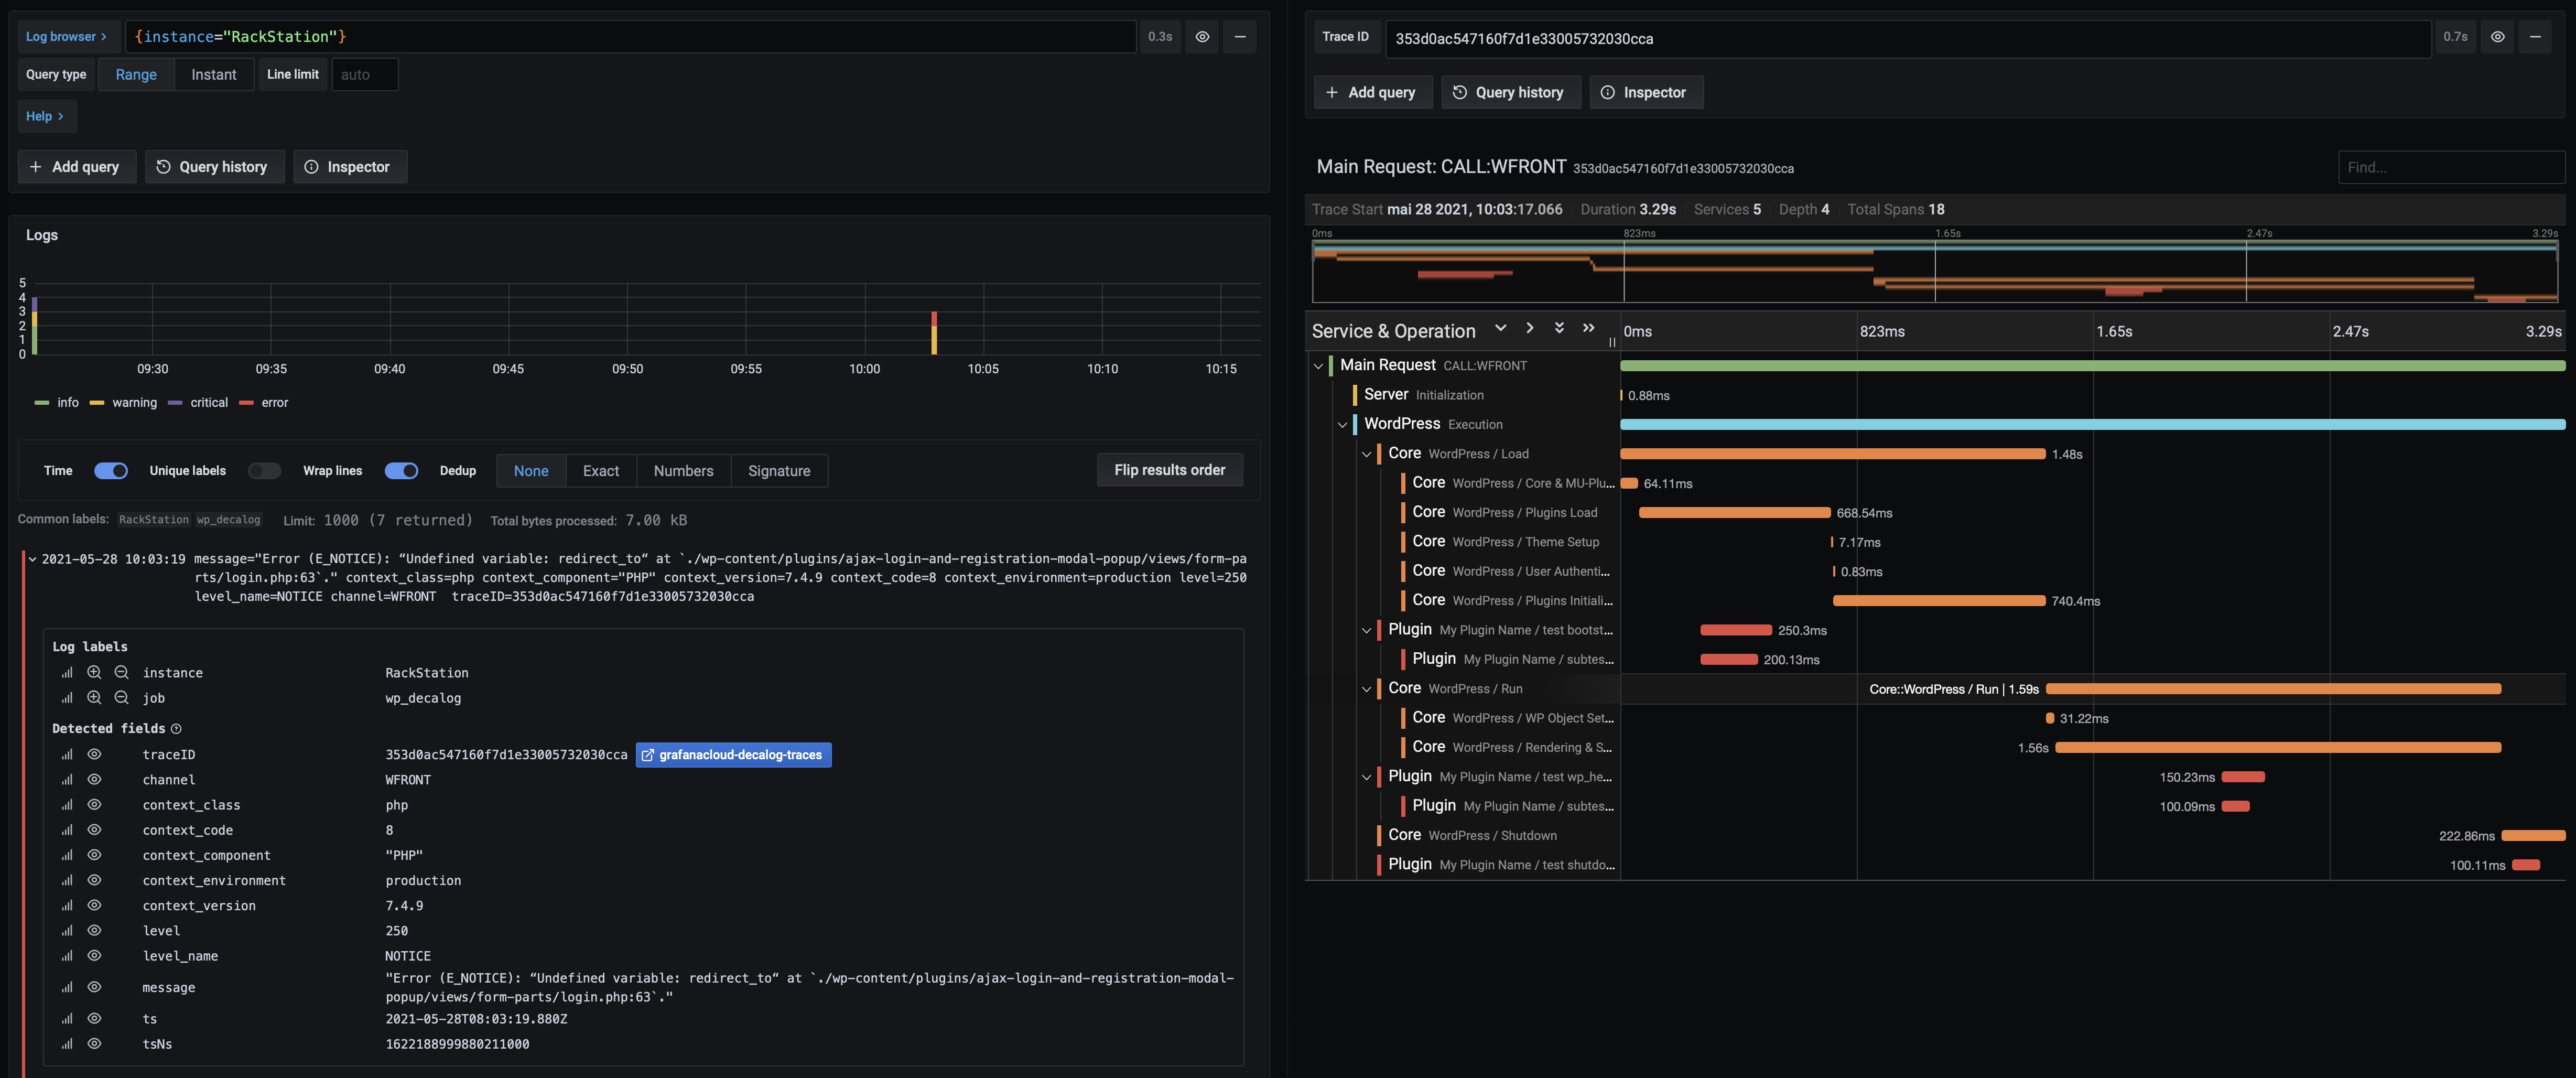 Log browser >
{instance="RackStation"}
0.3s
Query type
Range
Instant
Line limit
auto
Help >
+ Add query
Query history
Inspector
Logs
5
4
3
2
1
0
09:30
09:35
09:40
09:45
09:50
09:55
10:00
10:05
10:10
10:15
info
warning
critical
error
Time
Unique labels
Wrap lines
Dedup
None
Exact
Numbers
Signature
Flip results order
Common labels: RackStation wp_decalog Limit: 1000 (7 returned) Total bytes processed: 7.00 kB
2021-05-28 10:03:19 message="Error (E_NOTICE): “Undefined variable: redirect_to“ at `./wp-content/plugins/ajax-login-and-registration-modal-popup/views/form-pa
rts/login.php:63`." context_class=php context_component="PHP" context_version=7.4.9 context_code=8 context_environment=production level=250
level_name=NOTICE channel=WFRONT traceID=353d0ac547160f7d1e33005732030cca
Log labels
instance RackStation
job wp_decalog
Detected fields
traceID 353d0ac547160f7d1e33005732030cca grafanacloud-decalog-traces
channel WFRONT
context_class php
context_code 8
context_component "PHP"
context_environment production
context_version 7.4.9
level 250
level_name NOTICE
message "Error (E_NOTICE): “Undefined variable: redirect_to“ at `./wp-content/plugins/ajax-login-and-registration-modal-
popup/views/form-parts/login.php:63`."
ts 2021-05-28T08:03:19.880Z
tsNs 1622188999880211000
Trace ID
353d0ac547160f7d1e33005732030cca
0.7s
+ Add query
Query history
Inspector
Main Request: CALL:WFRONT 353d0ac547160f7d1e33005732030cca
Find...
Trace Start mai 28 2021, 10:03:17.066 Duration 3.29s Services 5 Depth 4 Total Spans 18
0ms 823ms 1.65s 2.47s 3.29s
Service & Operation
0ms 823ms 1.65s 2.47s 3.29s
Main Request CALL:WFRONT
Server Initialization 0.88ms
WordPress Execution
Core WordPress / Load 1.48s
Core WordPress / Core & MU-Plu... 64.11ms
Core WordPress / Plugins Load 668.54ms
Core WordPress / Theme Setup 7.17ms
Core WordPress / User Authenti... 0.83ms
Core WordPress / Plugins Initiali... 740.4ms
Plugin My Plugin Name / test bootst... 250.3ms
Plugin My Plugin Name / subtes... 200.13ms
Core WordPress / Run Core::WordPress / Run | 1.59s
Core WordPress / WP Object Set... 31.22ms
Core WordPress / Rendering & S... 1.56s
Plugin My Plugin Name / test wp_he... 150.23ms
Plugin My Plugin Name / subtes... 100.09ms
Core WordPress / Shutdown 222.86ms
Plugin My Plugin Name / test shutdo... 100.11ms